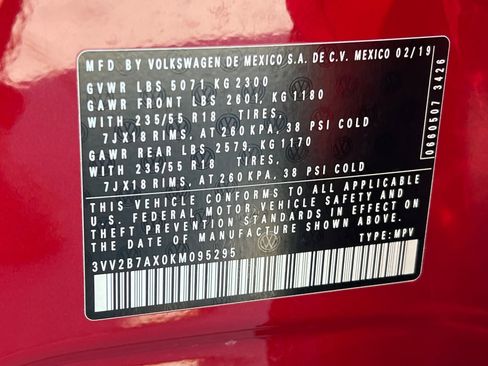 MFD BY VOLKSWAGEN DE MEXICO S.A. DE C.V. MEXICO 02/19
GVWR LBS 5071 KG 2300
GAWR FRONT LBS 2601, KG 1180
WITH 235/55 R18 TIRES,
7JX18 RIMS, AT 260 KPA, 38 PSI COLD
GAWR REAR LBS 2579, KG 1170
WITH 235/55 R18 TIRES,
7JX18 RIMS, AT 260 KPA, 38 PSI COLD
THIS VEHICLE CONFORMS TO ALL APPLICABLE
U.S. FEDERAL MOTOR VEHICLE SAFETY AND
THEFT PREVENTION STANDARDS IN EFFECT ON
THE DATE OF MANUFACTURE SHOWN ABOVE.
3VV2B7AX0KM095295 TYPE: MPV
0660507 3426